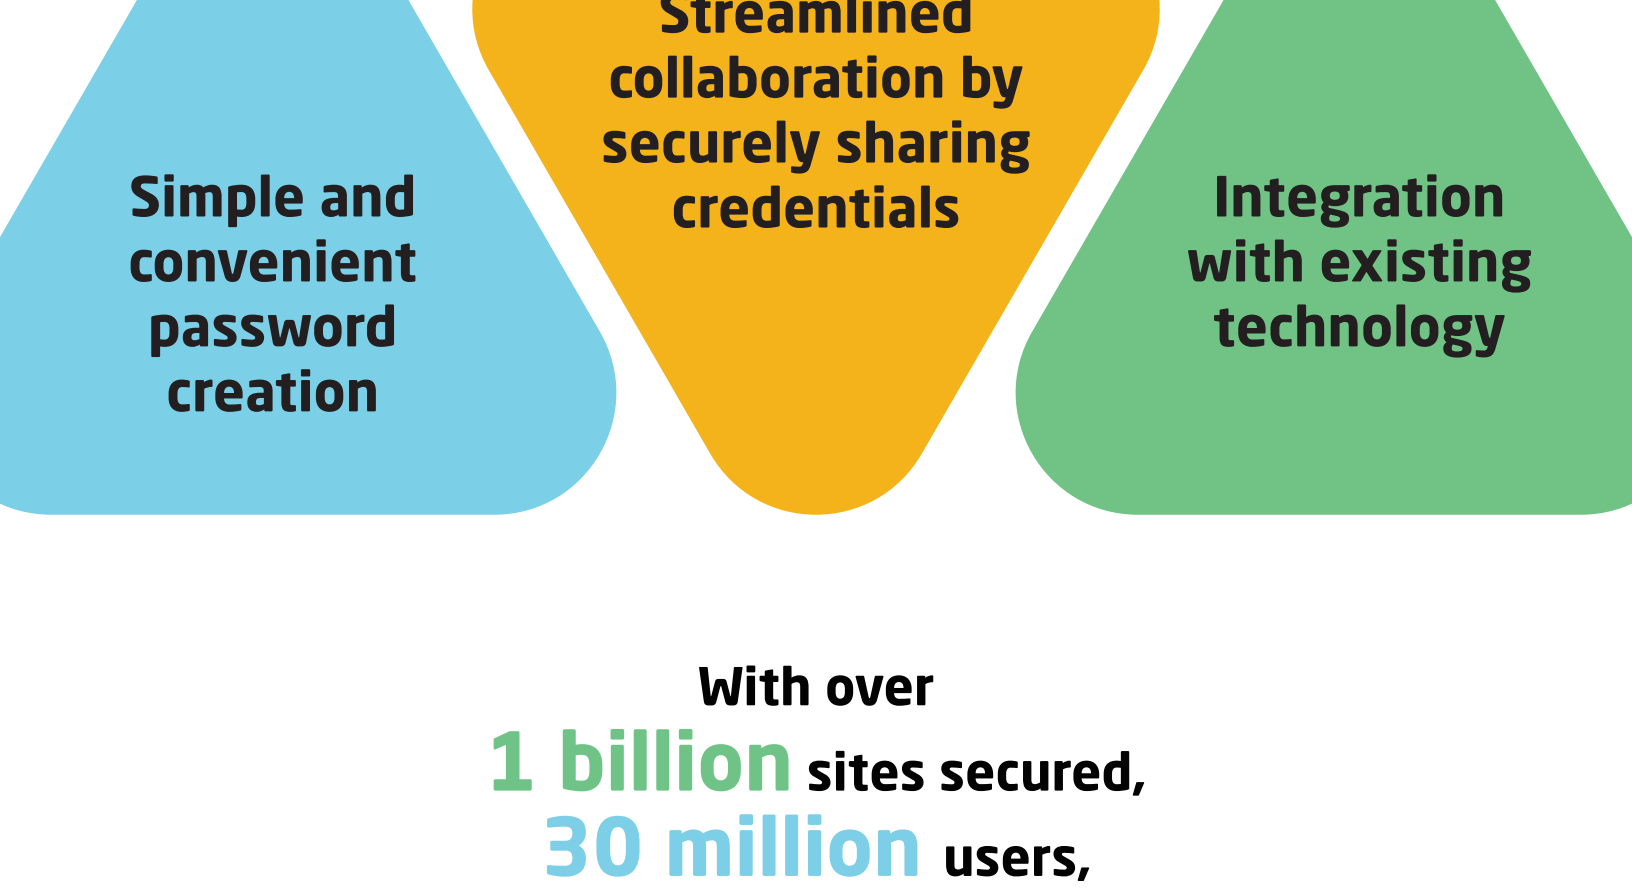 Simple and
convenient
password
creation
Streamlined
collaboration by
securely sharing
credentials
Integration
with existing
technology
With over
1 billion sites secured,
30 million users,